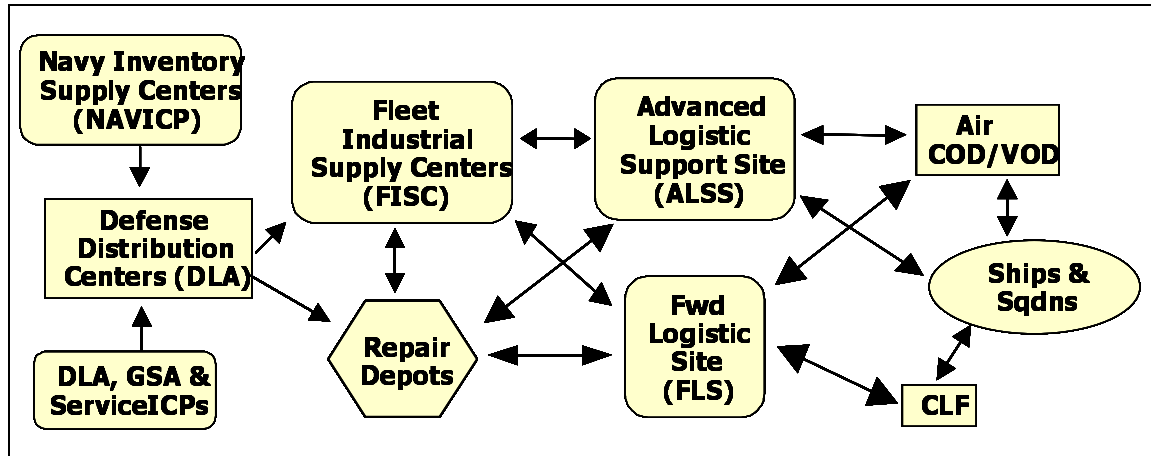 Navy Inventory
Supply Centers
(NAVICP)
Defense
Distribution
Centers (DLA)
DLA, GSA &
ServiceICPs
Fleet
Industrial
Supply Centers
(FISC)
Repair
Depots
Advanced
Logistic
Support Site
(ALSS)
Fwd
Logistic
Site
(FLS)
Air
COD/VOD
Ships &
Sqdns
CLF